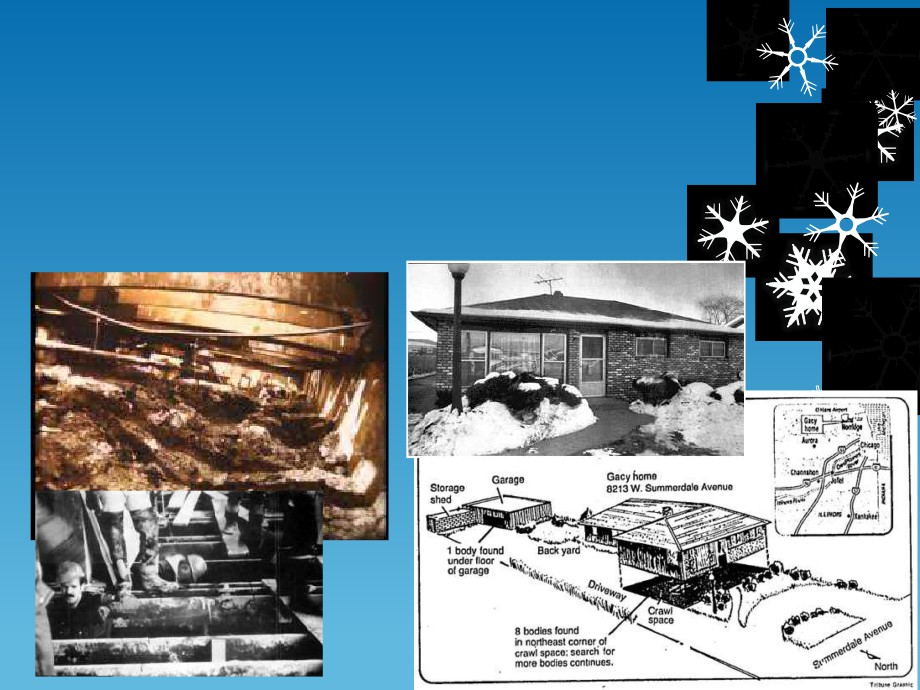 Gacy home
8213 W. Summerdale Avenue
Garage
Storage
shed
1 body found
under floor
of garage
Back yard
Driveway
Crawl
space
8 bodies found
in northeast corner of
crawl space; search for
more bodies continues.
Summerdale Avenue
North
O'Hare Airport
Gacy
home
Norridge
Aurora
Chicago
Channahon
Joliet
ILLINOIS
Kankakee
INDIANA
Tribune Graphic